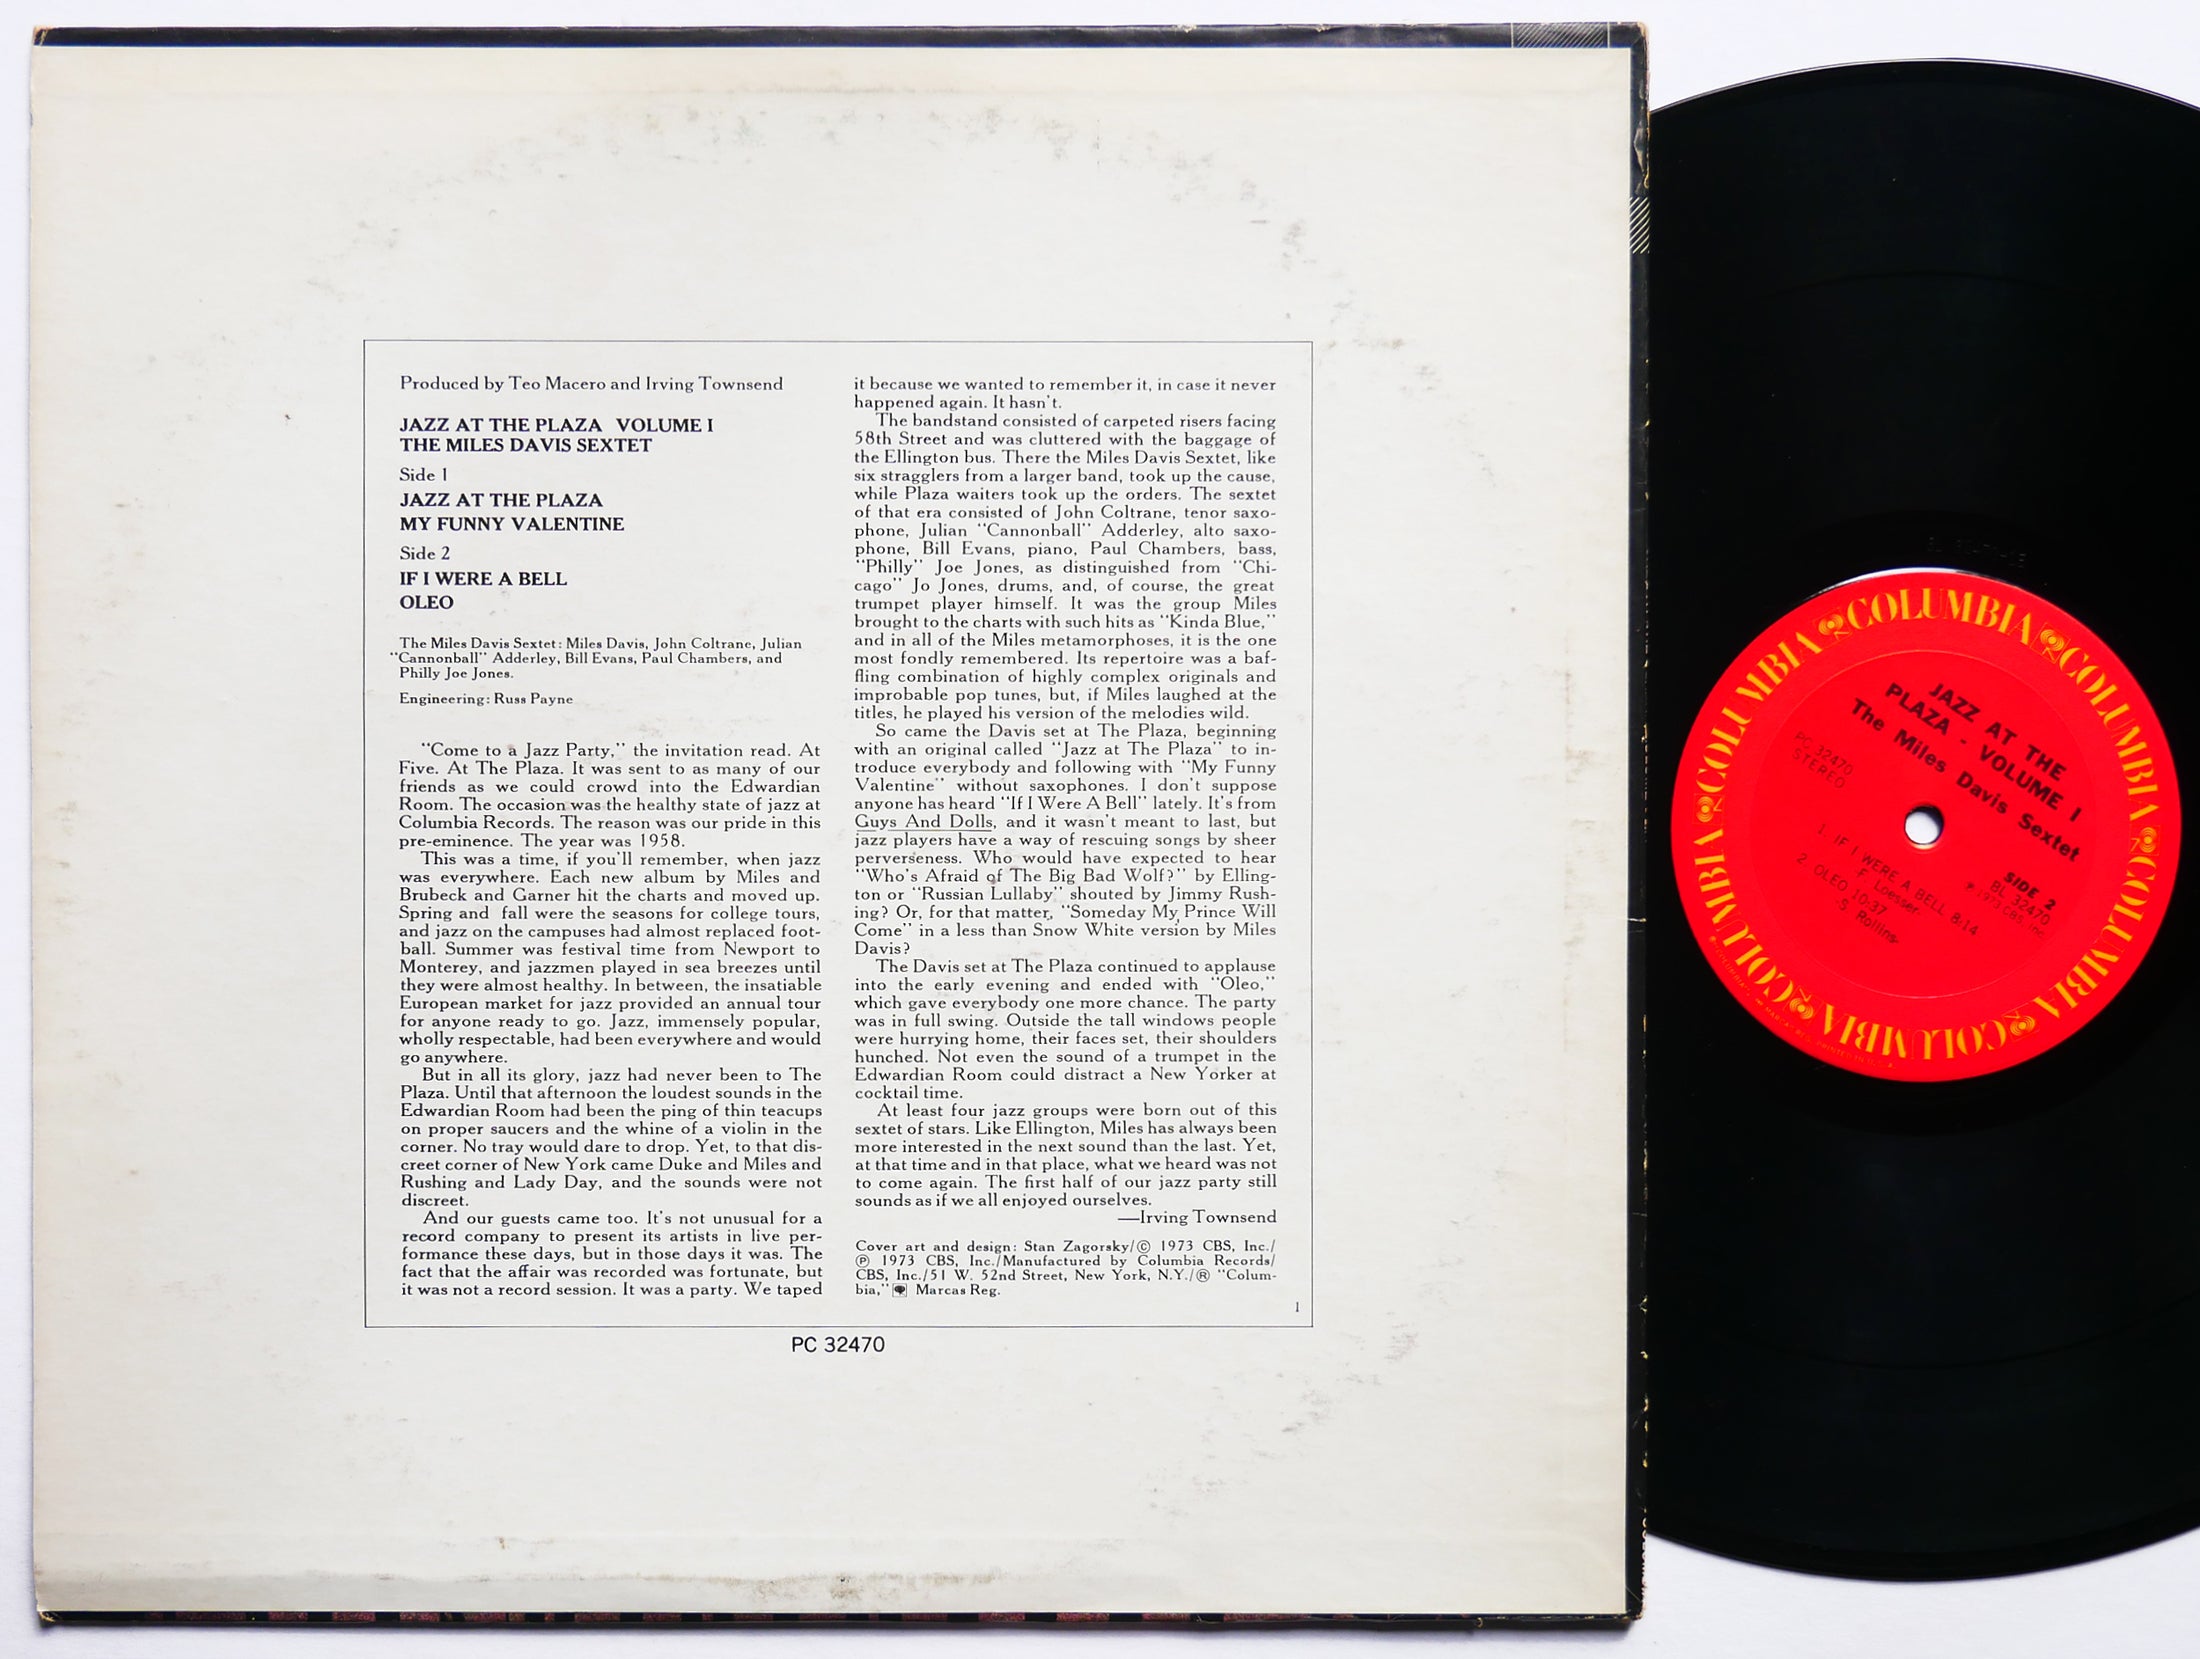 Produced by Teo Macero and Irving Townsend
JAZZ AT THE PLAZA VOLUME I
THE MILES DAVIS SEXTET
Side 1
JAZZ AT THE PLAZA
MY FUNNY VALENTINE
Side 2
IF I WERE A BELL
OLEO
The Miles Davis Sextet: Miles Davis, John Coltrane, Julian
"Cannonball" Adderley, Bill Evans, Paul Chambers, and
Philly Joe Jones.
Engineering: Russ Payne
"Come to a Jazz Party," the invitation read. At
Five. At The Plaza. It was sent to as many of our
friends as we could crowd into the Edwardian
Room. The occasion was the healthy state of jazz at
Columbia Records. The reason was our pride in this
pre-eminence. The year was 1958.
This was a time, if you'll remember, when jazz
was everywhere. Each new album by Miles and
Brubeck and Garner hit the charts and moved up.
Spring and fall were the seasons for college tours,
and jazz on the campuses had almost replaced foot-
ball. Summer was festival time from Newport to
Monterey, and jazzmen played in sea breezes until
they were almost healthy. In between, the insatiable
European market for jazz provided an annual tour
for anyone ready to go. Jazz, immensely popular,
wholly respectable, had been everywhere and would
go anywhere.
But in all its glory, jazz had never been to The
Plaza. Until that afternoon the loudest sounds in the
Edwardian Room had been the ping of thin teacups
on proper saucers and the whine of a violin in the
corner. No tray would dare to drop. Yet, to that dis-
creet corner of New York came Duke and Miles and
Rushing and Lady Day, and the sounds were not
discreet.
And our guests came too. It's not unusual for a
record company to present its artists in live per-
formance these days, but in those days it was. The
fact that the affair was recorded was fortunate, but
it was not a record session. It was a party. We taped
it because we wanted to remember it, in case it never
happened again. It hasn't.
The bandstand consisted of carpeted risers facing
58th Street and was cluttered with the baggage of
the Ellington bus. There the Miles Davis Sextet, like
six stragglers from a larger band, took up the cause,
while Plaza waiters took up the orders. The sextet
of that era consisted of John Coltrane, tenor saxo-
phone, Julian "Cannonball" Adderley, alto saxo-
phone, Bill Evans, piano, Paul Chambers, bass,
"Philly" Joe Jones, as distinguished from "Chi-
cago" Jo Jones, drums, and, of course, the great
trumpet player himself. It was the group Miles
brought to the charts with such hits as "Kinda Blue,"
and in all of the Miles metamorphoses, it is the one
most fondly remembered. Its repertoire was a baf-
fling combination of highly complex originals and
improbable pop tunes, but, if Miles laughed at the
titles, he played his version of the melodies wild.
So came the Davis set at The Plaza, beginning
with an original called "Jazz at The Plaza" to in-
troduce everybody and following with "My Funny
Valentine" without saxophones. I don't suppose
anyone has heard "If I Were A Bell" lately. It's from
Guys And Dolls, and it wasn't meant to last, but
jazz players have a way of rescuing songs by sheer
perverseness. Who would have expected to hear
"Who's Afraid of The Big Bad Wolf?" by Elling-
ton or "Russian Lullaby" shouted by Jimmy Rush-
ing? Or, for that matter, "Someday My Prince Will
Come" in a less than Snow White version by Miles
Davis?
The Davis set at The Plaza continued to applause
into the early evening and ended with "Oleo,"
which gave everybody one more chance. The party
was in full swing. Outside the tall windows people
were hurrying home, their faces set, their shoulders
hunched. Not even the sound of a trumpet in the
Edwardian Room could distract a New Yorker at
cocktail time.
At least four jazz groups were born out of this
sextet of stars. Like Ellington, Miles has always been
more interested in the next sound than the last. Yet,
at that time and in that place, what we heard was not
to come again. The first half of our jazz party still
sounds as if we all enjoyed ourselves.
—Irving Townsend
Cover art and design: Stan Zagorsky/© 1973 CBS, Inc./
℗ 1973 CBS, Inc./Manufactured by Columbia Records/
CBS, Inc./51 W. 52nd Street, New York, N.Y./® "Colum-
bia," Marcas Reg.
1
PC 32470
COLUMBIA COLUMBIA COLUMBIA COLUMBIA COLUMBIA COLUMBIA COLUMBIA COLUMBIA
JAZZ AT THE
PLAZA - VOLUME I
The Miles Davis Sextet
PC 32470
STEREO
SIDE 2
BL 32470
℗ 1973 CBS, Inc.
1. IF I WERE A BELL 8:14
-F. Loesser-
2. OLEO 10:37
-S. Rollins-